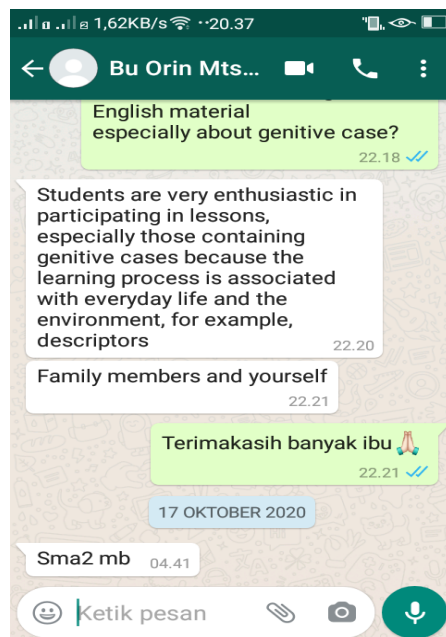 1,62KB/s ··20.37
Bu Orin Mts...
English material
especially about genitive case?
22.18
Students are very enthusiastic in
participating in lessons,
especially those containing
genitive cases because the
learning process is associated
with everyday life and the
environment, for example,
descriptors
22.20
Family members and yourself
22.21
Terimakasih banyak ibu 🙏🏻
22.21
17 OKTOBER 2020
Sma2 mb 04.41
Ketik pesan